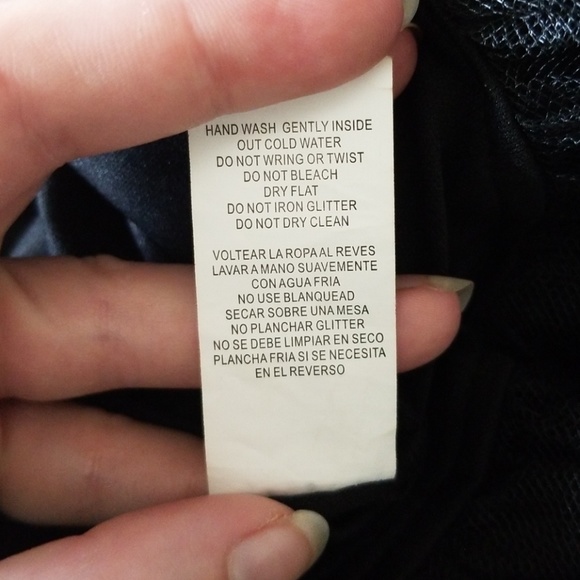 HAND WASH GENTLY INSIDE
OUT COLD WATER
DO NOT WRING OR TWIST
DO NOT BLEACH
DRY FLAT
DO NOT IRON GLITTER
DO NOT DRY CLEAN
VOLTEAR LA ROPA AL REVES
LAVAR A MANO SUAVEMENTE
CON AGUA FRIA
NO USE BLANQUEAD
SECAR SOBRE UNA MESA
NO PLANCHAR GLITTER
NO SE DEBE LIMPIAR EN SECO
PLANCHA FRIA SI SE NECESITA
EN EL REVERSO